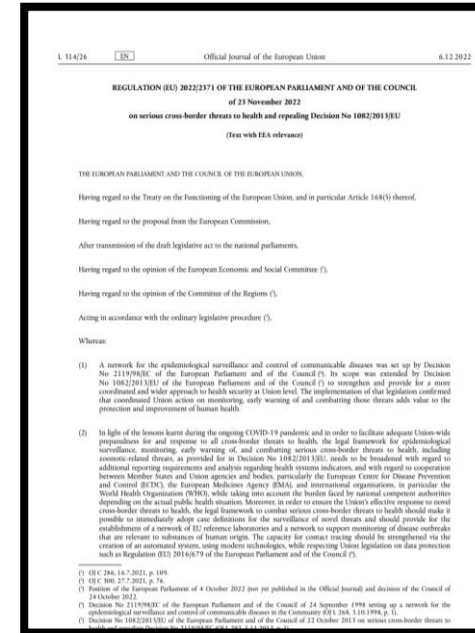 L 314/26
EN
Official Journal of the European Union
6.12.2022
REGULATION (EU) 2022/2371 OF THE EUROPEAN PARLIAMENT AND OF THE COUNCIL
of 23 November 2022
on serious cross-border threats to health and repealing Decision No 1082/2013/EU
(Text with EEA relevance)
THE EUROPEAN PARLIAMENT AND THE COUNCIL OF THE EUROPEAN UNION,
Having regard to the Treaty on the Functioning of the European Union, and in particular Article 168(5) thereof,
Having regard to the proposal from the European Commission,
After transmission of the draft legislative act to the national parliaments,
Having regard to the opinion of the European Economic and Social Committee (¹),
Having regard to the opinion of the Committee of the Regions (²),
Acting in accordance with the ordinary legislative procedure (³),
Whereas:
(1) A network for the epidemiological surveillance and control of communicable diseases was set up by Decision
No 2119/98/EC of the European Parliament and of the Council (⁴). Its scope was extended by Decision
No 1082/2013/EU of the European Parliament and of the Council (⁵) to strengthen and provide for a more
coordinated and wider approach to health security at Union level. The implementation of that legislation confirmed
that coordinated Union action on monitoring, early warning of and combatting those threats adds value to the
protection and improvement of human health.
(2) In light of the lessons learnt during the ongoing COVID-19 pandemic and in order to facilitate adequate Union-wide
preparedness for and response to all cross-border threats to health, the legal framework for epidemiological
surveillance, monitoring, early warning of, and combatting serious cross-border threats to health, including
zoonotic-related threats, as provided for in Decision No 1082/2013/EU, needs to be broadened with regard to
additional reporting requirements and analysis regarding health systems indicators, and with regard to cooperation
between Member States and Union agencies and bodies, particularly the European Centre for Disease Prevention
and Control (ECDC), the European Medicines Agency (EMA), and international organisations, in particular the
World Health Organisation (WHO), while taking into account the burden faced by national competent authorities
depending on the actual public health situation. Moreover, in order to ensure the Union's effective response to novel
cross-border threats to health, the legal framework to combat serious cross-border threats to health should make it
possible to immediately adopt case definitions for the surveillance of novel threats and should provide for the
establishment of a network of EU reference laboratories and a network to support monitoring of disease outbreaks
that are relevant to substances of human origin. The capacity for contact tracing should be strengthened via the
creation of an automated system, using modern technologies, while respecting Union legislation on data protection
such as Regulation (EU) 2016/679 of the European Parliament and of the Council (⁶).
(¹) OJ C 286, 16.7.2021, p. 109.
(²) OJ C 300, 27.7.2021, p. 76.
(³) Position of the European Parliament of 4 October 2022 (not yet published in the Official Journal) and decision of the Council of
24 October 2022.
(⁴) Decision No 2119/98/EC of the European Parliament and of the Council of 24 September 1998 setting up a network for the
epidemiological surveillance and control of communicable diseases in the Community (OJ L 268, 3.10.1998, p. 1).
(⁵) Decision No 1082/2013/EU of the European Parliament and of the Council of 22 October 2013 on serious cross-border threats to